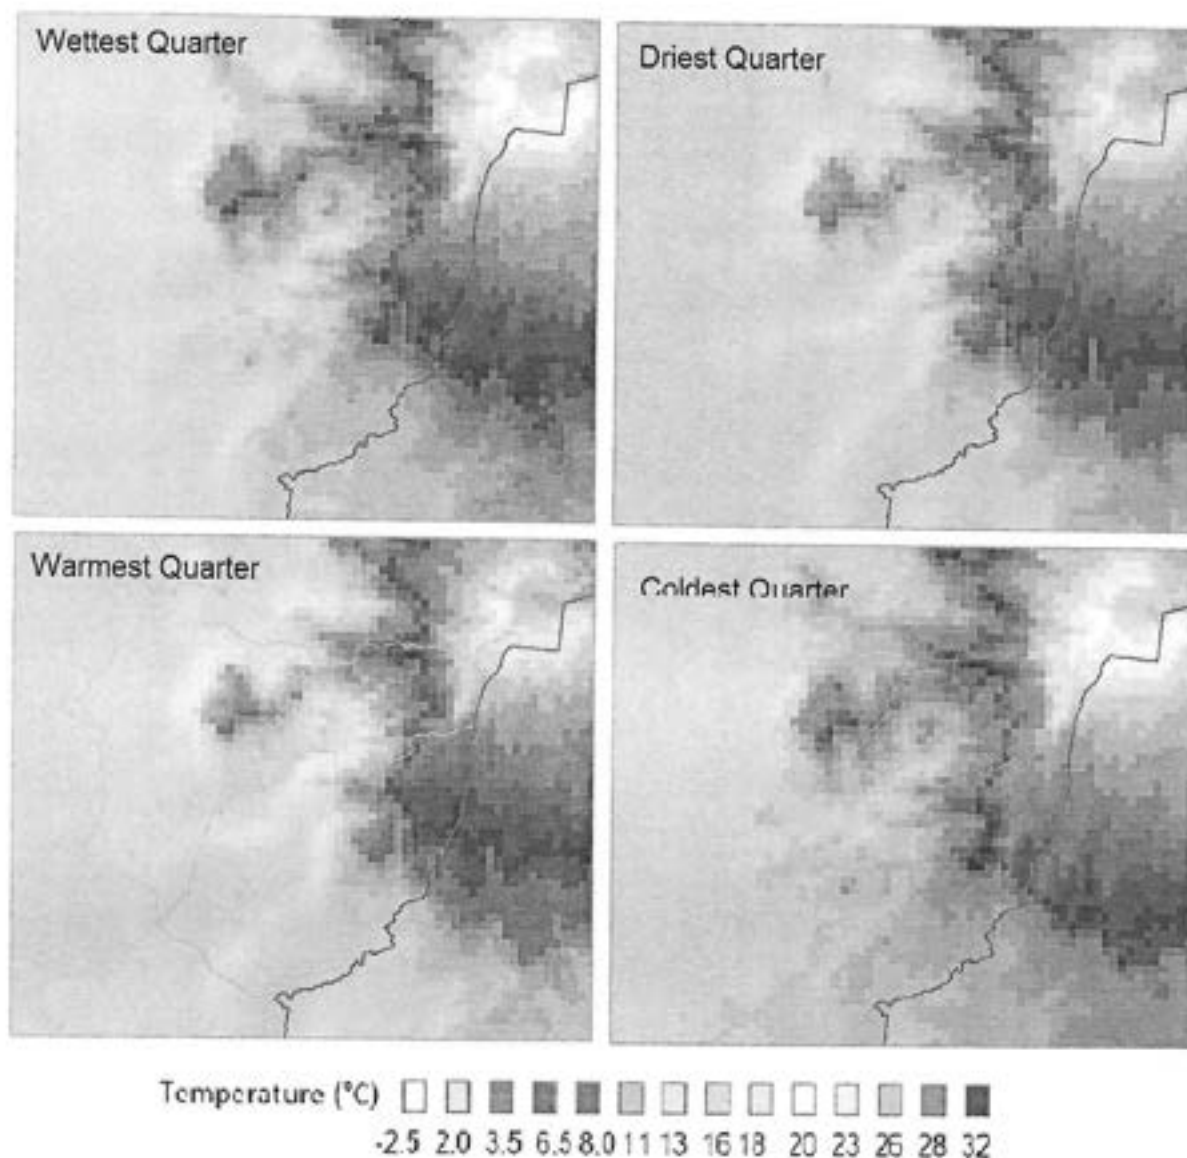 Wettest Quarter
Driest Quarter
Warmest Quarter
Coldest Quarter
Temperature (°C)
-2.5 2.0 3.5 6.5 8.0 11 13 16 18 20 23 26 28 32